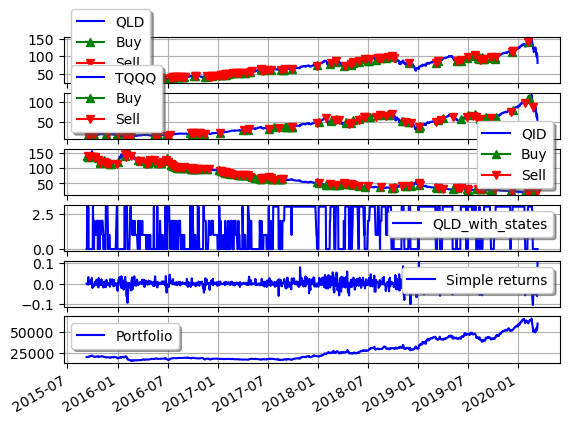 QLD
Buy
Sell
150
100
50
TQQQ
Buy
Sell
100
50
QID
Buy
Sell
150
100
50
QLD_with_states
2.5
0.0
Simple returns
0.1
0.0
−0.1
Portfolio
50000
25000
2015-07 2016-01 2016-07 2017-01 2017-07 2018-01 2018-07 2019-01 2019-07 2020-01